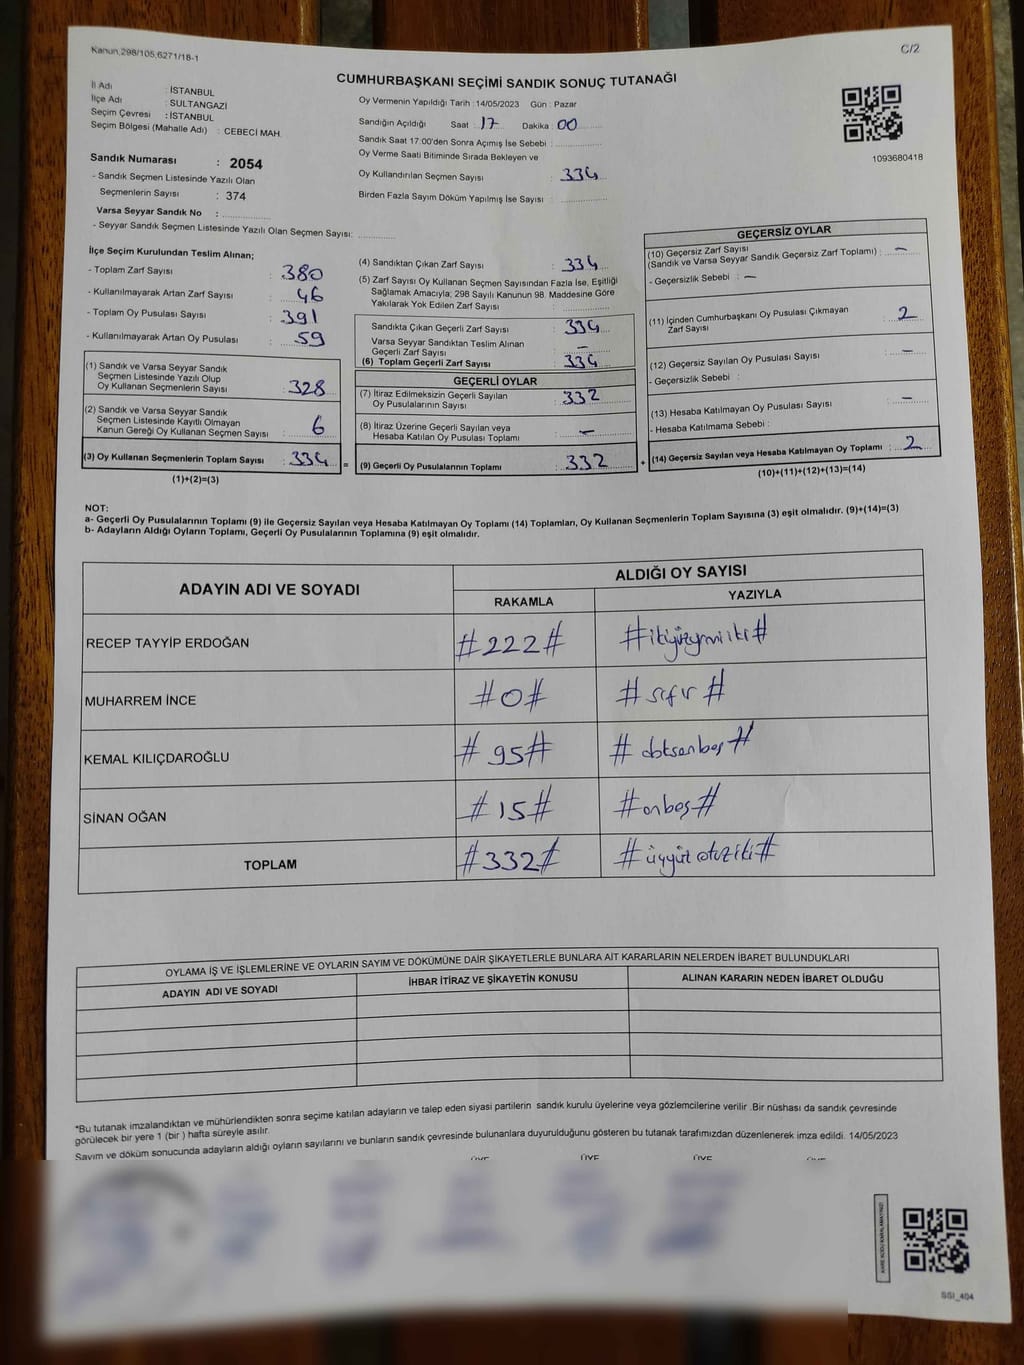 Kanun,298/105,6271/18-1
C/2
CUMHURBAŞKANI SEÇİMİ SANDIK SONUÇ TUTANAĞI
İl Adı : İSTANBUL
İlçe Adı : SULTANGAZİ
Seçim Çevresi : İSTANBUL
Seçim Bölgesi (Mahalle Adı) : CEBECİ MAH.
Sandık Numarası : 2054
- Sandık Seçmen Listesinde Yazılı Olan
Seçmenlerin Sayısı : 374
Varsa Seyyar Sandık No :
- Seyyar Sandık Seçmen Listesinde Yazılı Olan Seçmen Sayısı:
Oy Vermenin Yapıldığı Tarih : 14/05/2023 Gün : Pazar
Sandığın Açıldığı Saat : 17 Dakika : 00
Sandık Saat 17:00'den Sonra Açımış İse Sebebi :
Oy Verme Saati Bitiminde Sırada Bekleyen ve
Oy Kullandırılan Seçmen Sayısı : 334
Birden Fazla Sayım Döküm Yapılmış İse Sayısı :
1093680418
İlçe Seçim Kurulundan Teslim Alınan;
- Toplam Zarf Sayısı : 380
- Kullanılmayarak Artan Zarf Sayısı : 46
- Toplam Oy Pusulası Sayısı : 391
- Kullanılmayarak Artan Oy Pusulası : 59
(1) Sandık ve Varsa Seyyar Sandık
Seçmen Listesinde Yazılı Olup
Oy Kullanan Seçmenlerin Sayısı : 328
(2) Sandık ve Varsa Seyyar Sandık
Seçmen Listesinde Kayıtlı Olmayan
Kanun Gereği Oy Kullanan Seçmen Sayısı : 6
(3) Oy Kullanan Seçmenlerin Toplam Sayısı : 334 =
(1)+(2)=(3)
(4) Sandıktan Çıkan Zarf Sayısı : 334
(5) Zarf Sayısı Oy Kullanan Seçmen Sayısından Fazla İse, Eşitliği
Sağlamak Amacıyla; 298 Sayılı Kanunun 98. Maddesine Göre
Yakılarak Yok Edilen Zarf Sayısı :
Sandıkta Çıkan Geçerli Zarf Sayısı : 334
Varsa Seyyar Sandıktan Teslim Alınan
Geçerli Zarf Sayısı : –
(6) Toplam Geçerli Zarf Sayısı : 334
GEÇERLİ OYLAR
(7) İtiraz Edilmeksizin Geçerli Sayılan
Oy Pusulalarının Sayısı : 332
(8) İtiraz Üzerine Geçerli Sayılan veya
Hesaba Katılan Oy Pusulası Toplamı : –
(9) Geçerli Oy Pusulalarının Toplamı : 332 +
GEÇERSİZ OYLAR
(10) Geçersiz Zarf Sayısı
(Sandık ve Varsa Seyyar Sandık Geçersiz Zarf Toplamı) : –
- Geçersizlik Sebebi : –
(11) İçinden Cumhurbaşkanı Oy Pusulası Çıkmayan
Zarf Sayısı : 2
(12) Geçersiz Sayılan Oy Pusulası Sayısı : –
- Geçersizlik Sebebi :
(13) Hesaba Katılmayan Oy Pusulası Sayısı : –
- Hesaba Katılmama Sebebi :
(14) Geçersiz Sayılan veya Hesaba Katılmayan Oy Toplamı : 2
(10)+(11)+(12)+(13)=(14)
NOT:
a- Geçerli Oy Pusulalarının Toplamı (9) ile Geçersiz Sayılan veya Hesaba Katılmayan Oy Toplamı (14) Toplamları, Oy Kullanan Seçmenlerin Toplam Sayısına (3) eşit olmalıdır. (9)+(14)=(3)
b- Adayların Aldığı Oyların Toplamı, Geçerli Oy Pusulalarının Toplamına (9) eşit olmalıdır.
ADAYIN ADI VE SOYADI
ALDIĞI OY SAYISI
RAKAMLA YAZIYLA
RECEP TAYYİP ERDOĞAN #222# #ikiyüzyirmiiki#
MUHARREM İNCE #0# #sıfır#
KEMAL KILIÇDAROĞLU #95# #doksanbeş#
SİNAN OĞAN #15# #onbeş#
TOPLAM #332# #üçyüzotuziki#
OYLAMA İŞ VE İŞLEMLERİNE VE OYLARIN SAYIM VE DÖKÜMÜNE DAİR ŞİKAYETLERLE BUNLARA AİT KARARLARIN NELERDEN İBARET BULUNDUKLARI
ADAYIN ADI VE SOYADI İHBAR İTİRAZ VE ŞİKAYETİN KONUSU ALINAN KARARIN NEDEN İBARET OLDUĞU
*Bu tutanak imzalandıktan ve mühürlendikten sonra seçime katılan adayların ve talep eden siyasi partilerin sandık kurulu üyelerine veya gözlemcilerine verilir .Bir nüshası da sandık çevresinde
görülecek bir yere 1 (bir ) hafta süreyle asılır.
Sayım ve döküm sonucunda adayların aldığı oyların sayılarını ve bunların sandık çevresinde bulunanlara duyurulduğunu gösteren bu tutanak tarafımızdan düzenlenerek imza edildi. 14/05/2023
ÜYE ÜYE ÜYE
SSİ_404